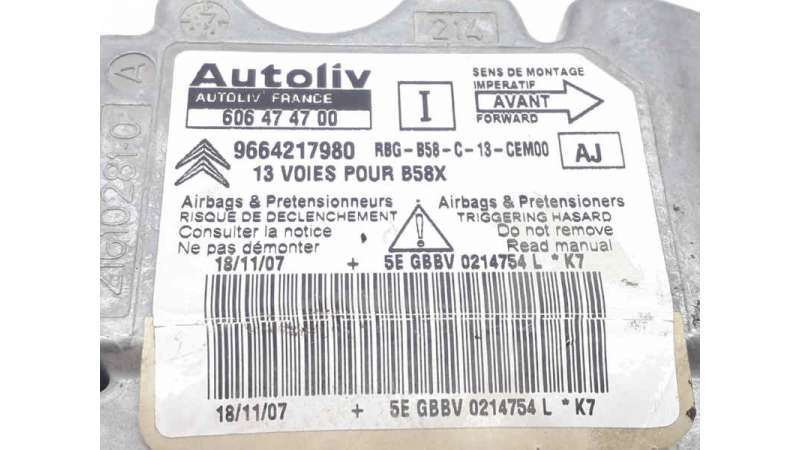 7
214
A
41610281-0
Autoliv
AUTOLIV FRANCE
606 47 47 00
I
SENS DE MONTAGE
IMPERATIF
AVANT
FORWARD
9664217980 RBG-B58-C-13-CEM00 AJ
13 VOIES POUR B58X
Airbags & Pretensionneurs
RISQUE DE DECLENCHEMENT
Consulter la notice
Ne pas démonter
Airbags & Pretensioners
TRIGGERING HASARD
Do not remove
Read manual
18/11/07 + 5E GBBV 0214754 L * K7
18/11/07 + 5E GBBV 0214754 L * K7